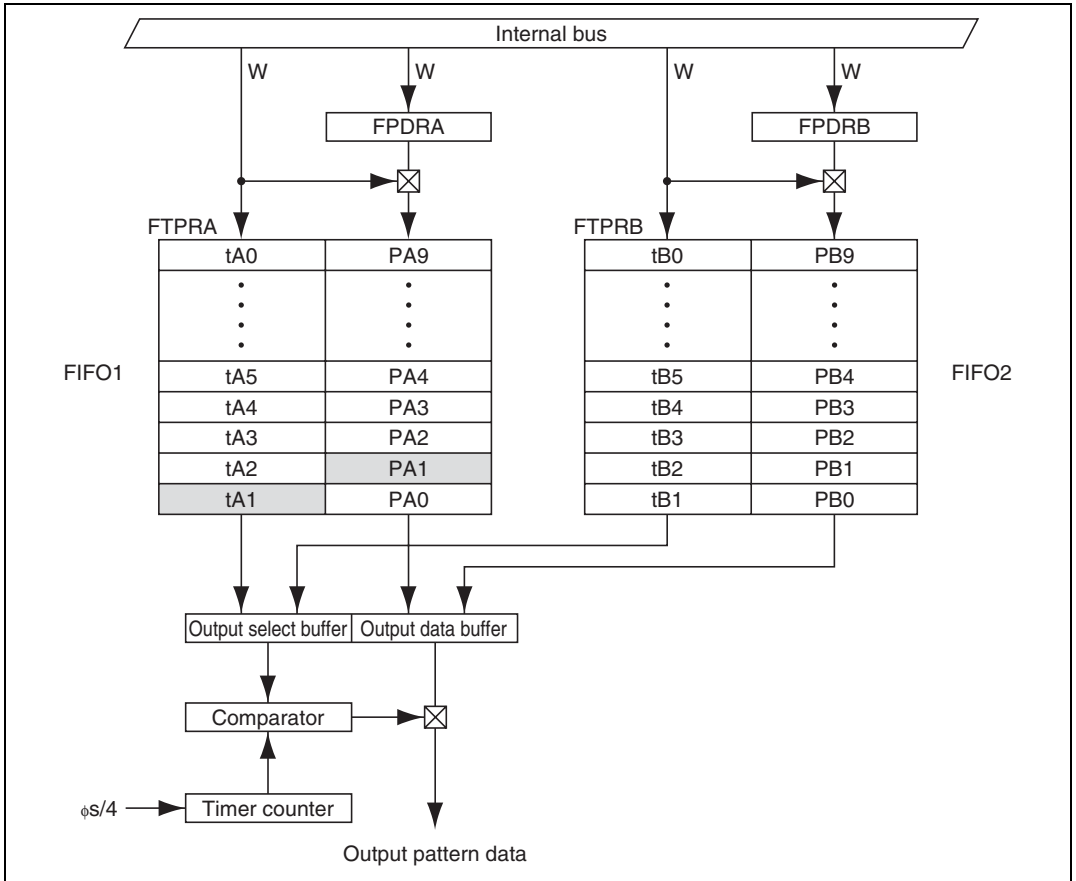 Internal bus
W W W W
FPDRA FPDRB
FTPRA FTPRB
tA0 PA9 tB0 PB9
FIFO1 tA5 PA4 tB5 PB4 FIFO2
tA4 PA3 tB4 PB3
tA3 PA2 tB3 PB2
tA2 PA1 tB2 PB1
tA1 PA0 tB1 PB0
Output select buffer Output data buffer
Comparator
ϕs/4 Timer counter
Output pattern data